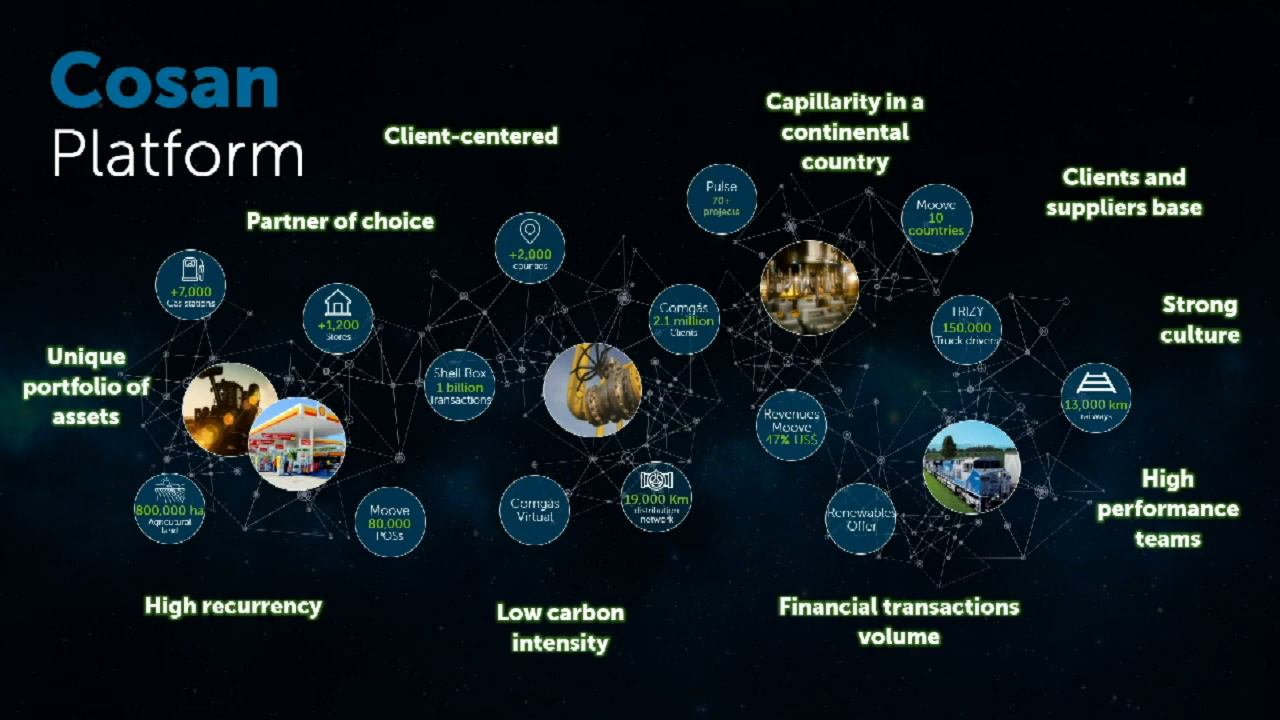 Cosan
Platform
Client-centered
Capillarity in a
continental
country
Clients and
suppliers base
Partner of choice
Pulse
70+
projects
Moove
10
countries
+2,000
counties
+7,000
Gas stations
+1,200
Stores
Comgás
2.1 million
Clients
TRIZY
150,000
Truck drivers
Strong
culture
Unique
portfolio of
assets
Shell Box
1 billion
Transactions
13,000 km
railways
Revenues
Moove
47% US$
800,000 ha
Agricutural
land
Moove
80,000
POSs
Comgás
Virtual
19,000 Km
distribution
network
Renewables
Offer
High
performance
teams
High recurrency
Low carbon
intensity
Financial transactions
volume